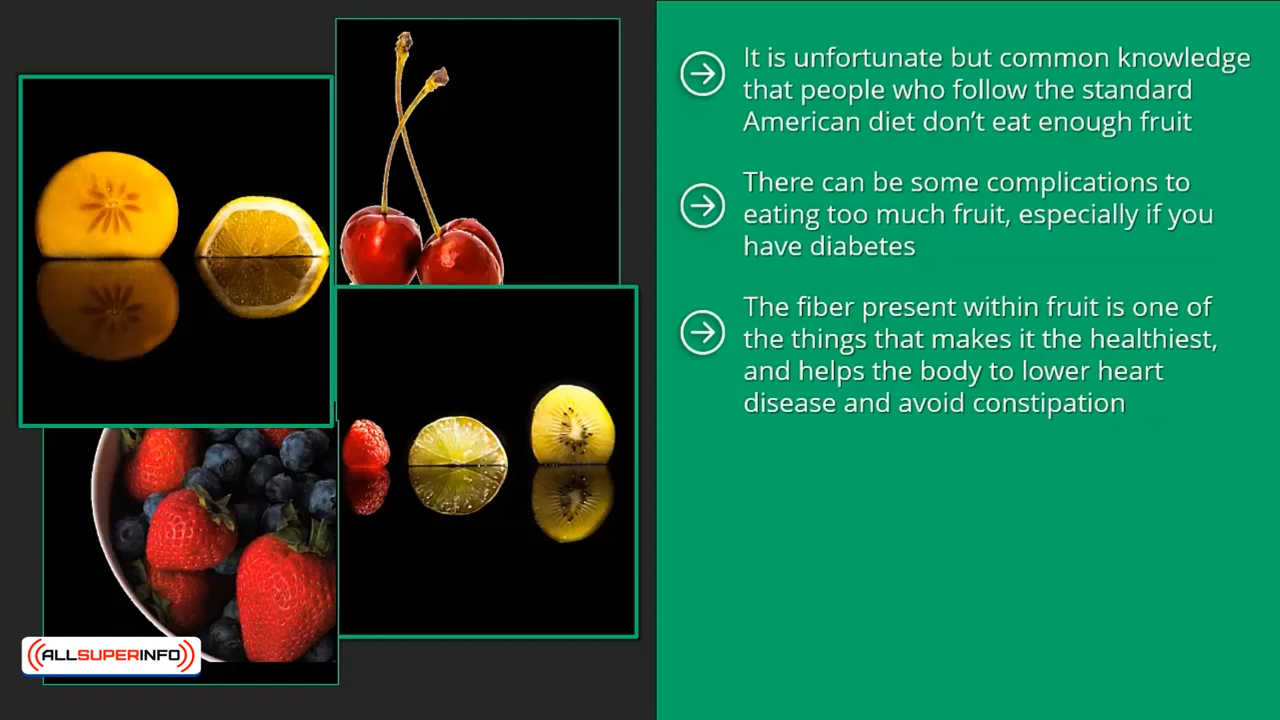 It is unfortunate but common knowledge
that people who follow the standard
American diet don’t eat enough fruit
There can be some complications to
eating too much fruit, especially if you
have diabetes
The fiber present within fruit is one of
the things that makes it the healthiest,
and helps the body to lower heart
disease and avoid constipation
ALLSUPERINFO